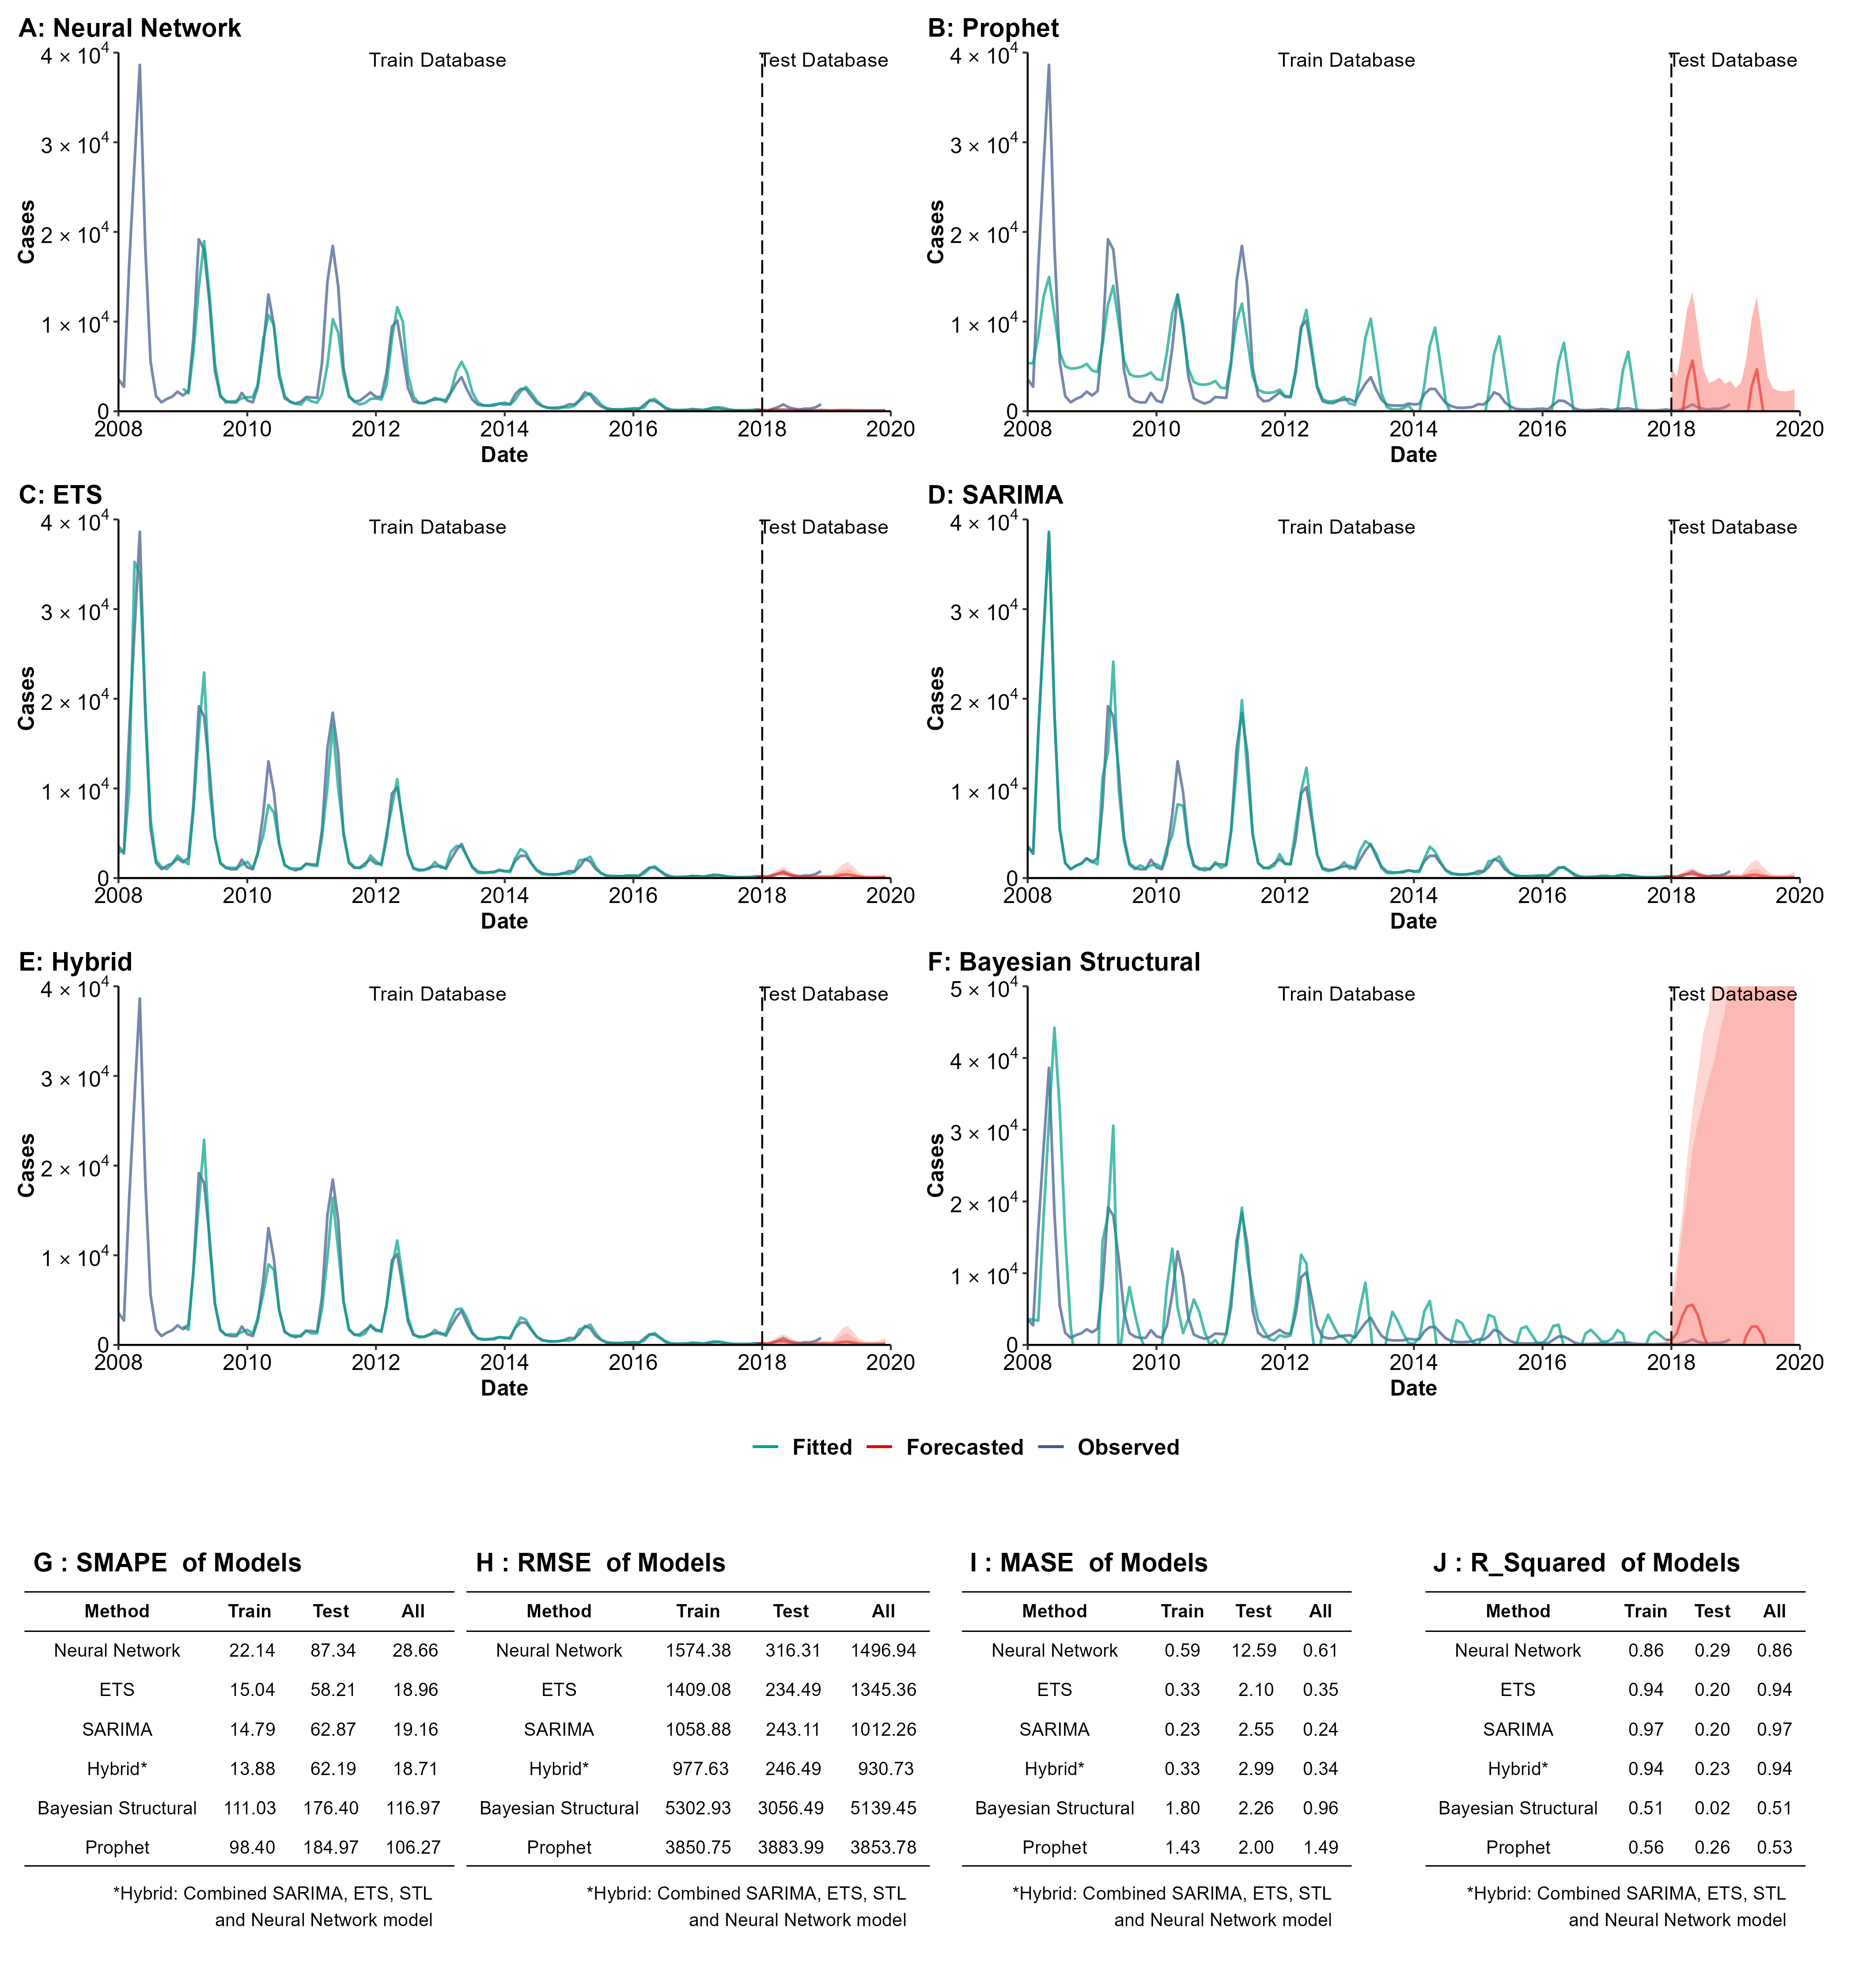 A: Neural Network
4 × 10^4
3 × 10^4
2 × 10^4
1 × 10^4
0
Cases
Train Database
Test Database
2008 2010 2012 2014 2016 2018 2020
Date
B: Prophet
4 × 10^4
3 × 10^4
2 × 10^4
1 × 10^4
0
Cases
Train Database
Test Database
2008 2010 2012 2014 2016 2018 2020
Date
C: ETS
4 × 10^4
3 × 10^4
2 × 10^4
1 × 10^4
0
Cases
Train Database
Test Database
2008 2010 2012 2014 2016 2018 2020
Date
D: SARIMA
4 × 10^4
3 × 10^4
2 × 10^4
1 × 10^4
0
Cases
Train Database
Test Database
2008 2010 2012 2014 2016 2018 2020
Date
E: Hybrid
4 × 10^4
3 × 10^4
2 × 10^4
1 × 10^4
0
Cases
Train Database
Test Database
2008 2010 2012 2014 2016 2018 2020
Date
F: Bayesian Structural
5 × 10^4
4 × 10^4
3 × 10^4
2 × 10^4
1 × 10^4
0
Cases
Train Database
Test Database
2008 2010 2012 2014 2016 2018 2020
Date
Fitted Forecasted Observed
G : SMAPE of Models
Method Train Test All
Neural Network 22.14 87.34 28.66
ETS 15.04 58.21 18.96
SARIMA 14.79 62.87 19.16
Hybrid* 13.88 62.19 18.71
Bayesian Structural 111.03 176.40 116.97
Prophet 98.40 184.97 106.27
*Hybrid: Combined SARIMA, ETS, STL
and Neural Network model
H : RMSE of Models
Method Train Test All
Neural Network 1574.38 316.31 1496.94
ETS 1409.08 234.49 1345.36
SARIMA 1058.88 243.11 1012.26
Hybrid* 977.63 246.49 930.73
Bayesian Structural 5302.93 3056.49 5139.45
Prophet 3850.75 3883.99 3853.78
*Hybrid: Combined SARIMA, ETS, STL
and Neural Network model
I : MASE of Models
Method Train Test All
Neural Network 0.59 12.59 0.61
ETS 0.33 2.10 0.35
SARIMA 0.23 2.55 0.24
Hybrid* 0.33 2.99 0.34
Bayesian Structural 1.80 2.26 0.96
Prophet 1.43 2.00 1.49
*Hybrid: Combined SARIMA, ETS, STL
and Neural Network model
J : R_Squared of Models
Method Train Test All
Neural Network 0.86 0.29 0.86
ETS 0.94 0.20 0.94
SARIMA 0.97 0.20 0.97
Hybrid* 0.94 0.23 0.94
Bayesian Structural 0.51 0.02 0.51
Prophet 0.56 0.26 0.53
*Hybrid: Combined SARIMA, ETS, STL
and Neural Network model